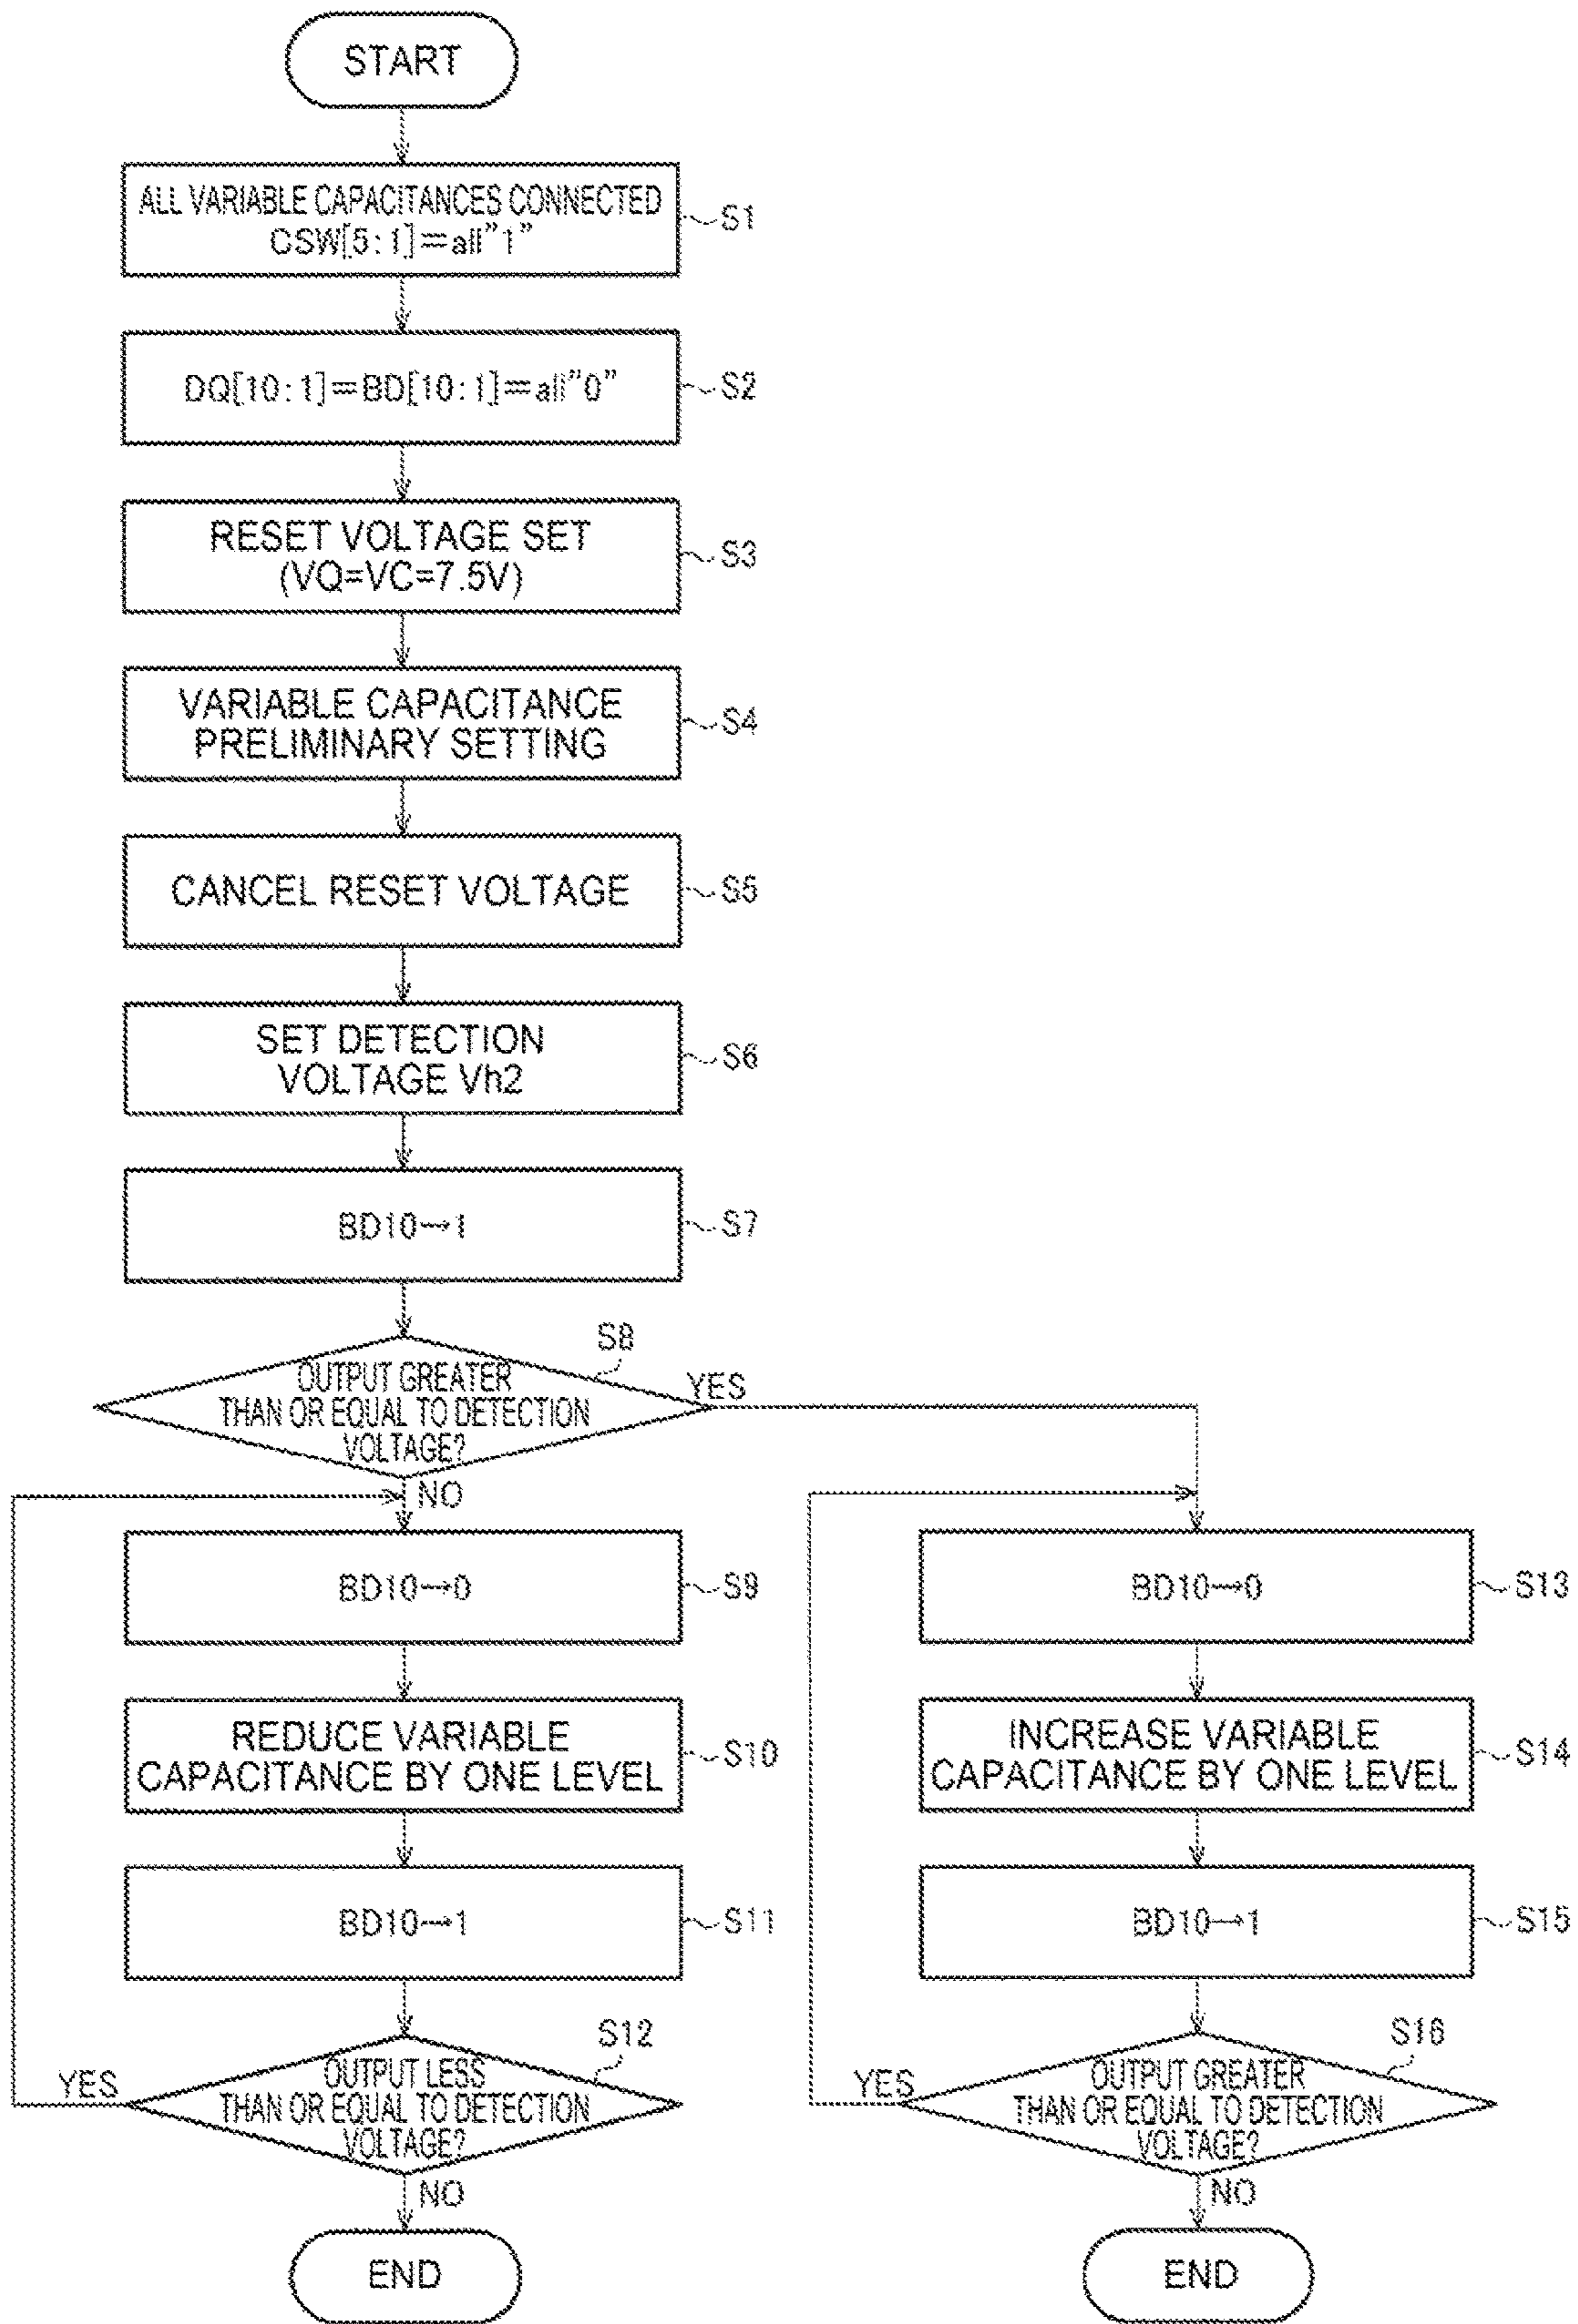 START
ALL VARIABLE CAPACITANCES CONNECTED
CSW[5:1]=all"1"
S1
DQ[10:1]=BD[10:1]=all"0"
S2
RESET VOLTAGE SET
(VQ=VC=7.5V)
S3
VARIABLE CAPACITANCE
PRELIMINARY SETTING
S4
CANCEL RESET VOLTAGE
S5
SET DETECTION
VOLTAGE Vh2
S6
BD10→1
S7
S8
OUTPUT GREATER
THAN OR EQUAL TO DETECTION
VOLTAGE?
YES
NO
BD10→0
S9
REDUCE VARIABLE
CAPACITANCE BY ONE LEVEL
S10
BD10→1
S11
S12
OUTPUT LESS
THAN OR EQUAL TO DETECTION
VOLTAGE?
YES
NO
END
BD10→0
S13
INCREASE VARIABLE
CAPACITANCE BY ONE LEVEL
S14
BD10→1
S15
S16
OUTPUT GREATER
THAN OR EQUAL TO DETECTION
VOLTAGE?
YES
NO
END